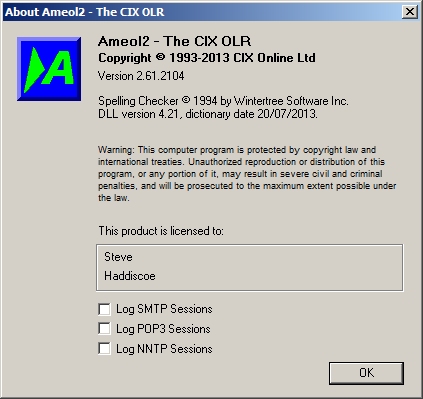 About Ameol2 - The CIX OLR
A
Ameol2 - The CIX OLR
Copyright © 1993-2013 CIX Online Ltd
Version 2.61.2104
Spelling Checker © 1994 by Wintertree Software Inc.
DLL version 4.21, dictionary date 20/07/2013.
Warning: This computer program is protected by copyright law and
international treaties. Unauthorized reproduction or distribution of this
program, or any portion of it, may result in severe civil and criminal
penalties, and will be prosecuted to the maximum extent possible under
the law.
This product is licensed to:
Steve
Haddiscoe
Log SMTP Sessions
Log POP3 Sessions
Log NNTP Sessions
OK